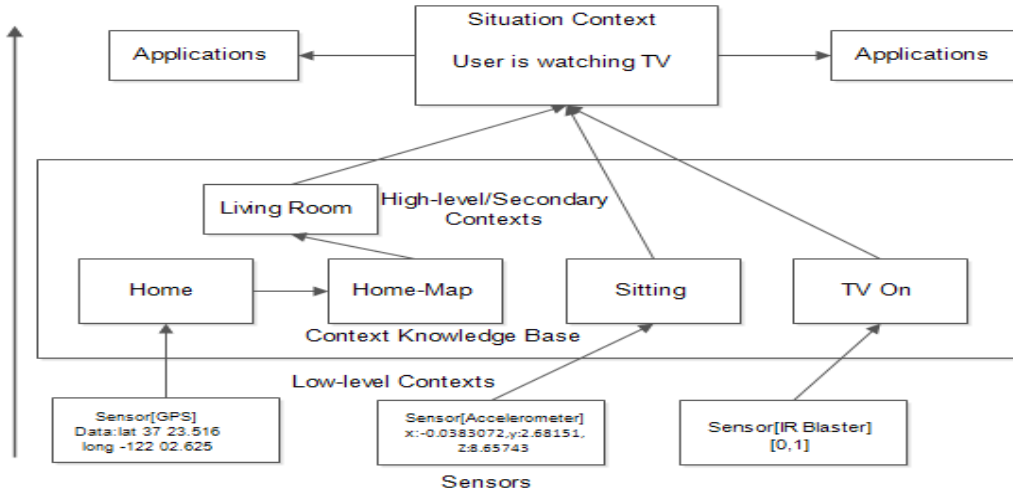 Situation Context
User is watching TV
Applications
Applications
Living Room
High-level/Secondary
Contexts
Home
Home-Map
Sitting
TV On
Context Knowledge Base
Low-level Contexts
Sensor[GPS]
Data:lat 37 23.516
long -122 02.625
Sensor[Accelerometer]
x:-0.0383072,y:2.68151,
Z:8.65743
Sensor[IR Blaster]
[0,1]
Sensors